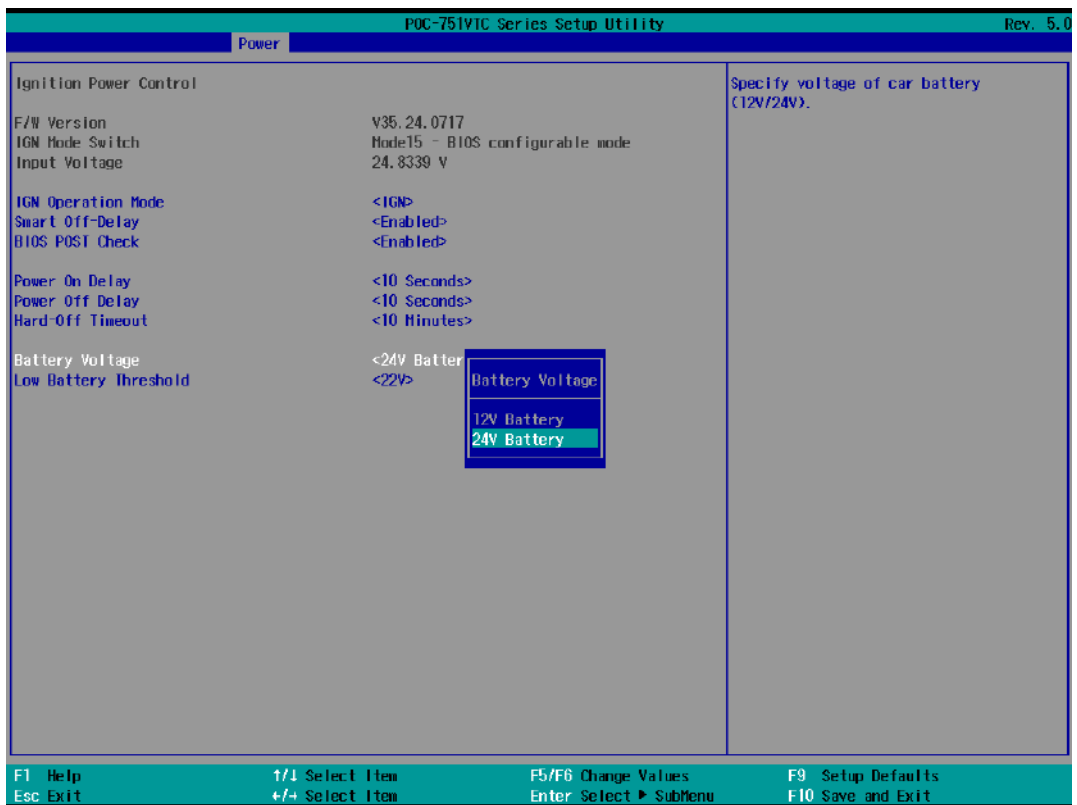 POC-751VTC Series Setup Utility Rev. 5.0
Power
Ignition Power Control
F/W Version V35.24.0717
IGN Mode Switch Mode15 - BIOS configurable mode
Input Voltage 24.8339 V
IGN Operation Mode <IGN>
Smart Off-Delay <Enabled>
BIOS POST Check <Enabled>
Power On Delay <10 Seconds>
Power Off Delay <10 Seconds>
Hard-Off Timeout <10 Minutes>
Battery Voltage <24V Batter
Low Battery Threshold <22V>
Battery Voltage
12V Battery
24V Battery
Specify voltage of car battery
(12V/24V).
F1 Help ↑/↓ Select Item F5/F6 Change Values F9 Setup Defaults
Esc Exit ←/→ Select Item Enter Select ▶ SubMenu F10 Save and Exit